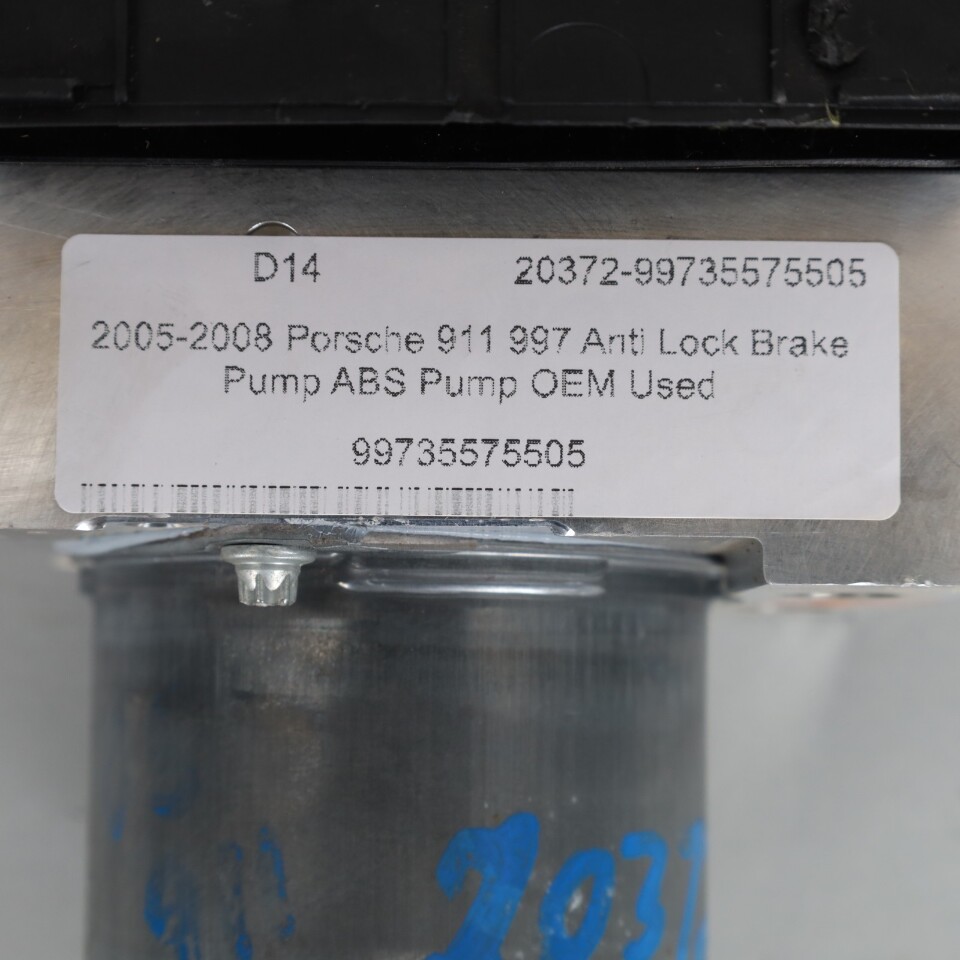 D14 20372-99735575505
2005-2008 Porsche 911 997 Anti Lock Brake
Pump ABS Pump OEM Used
99735575505